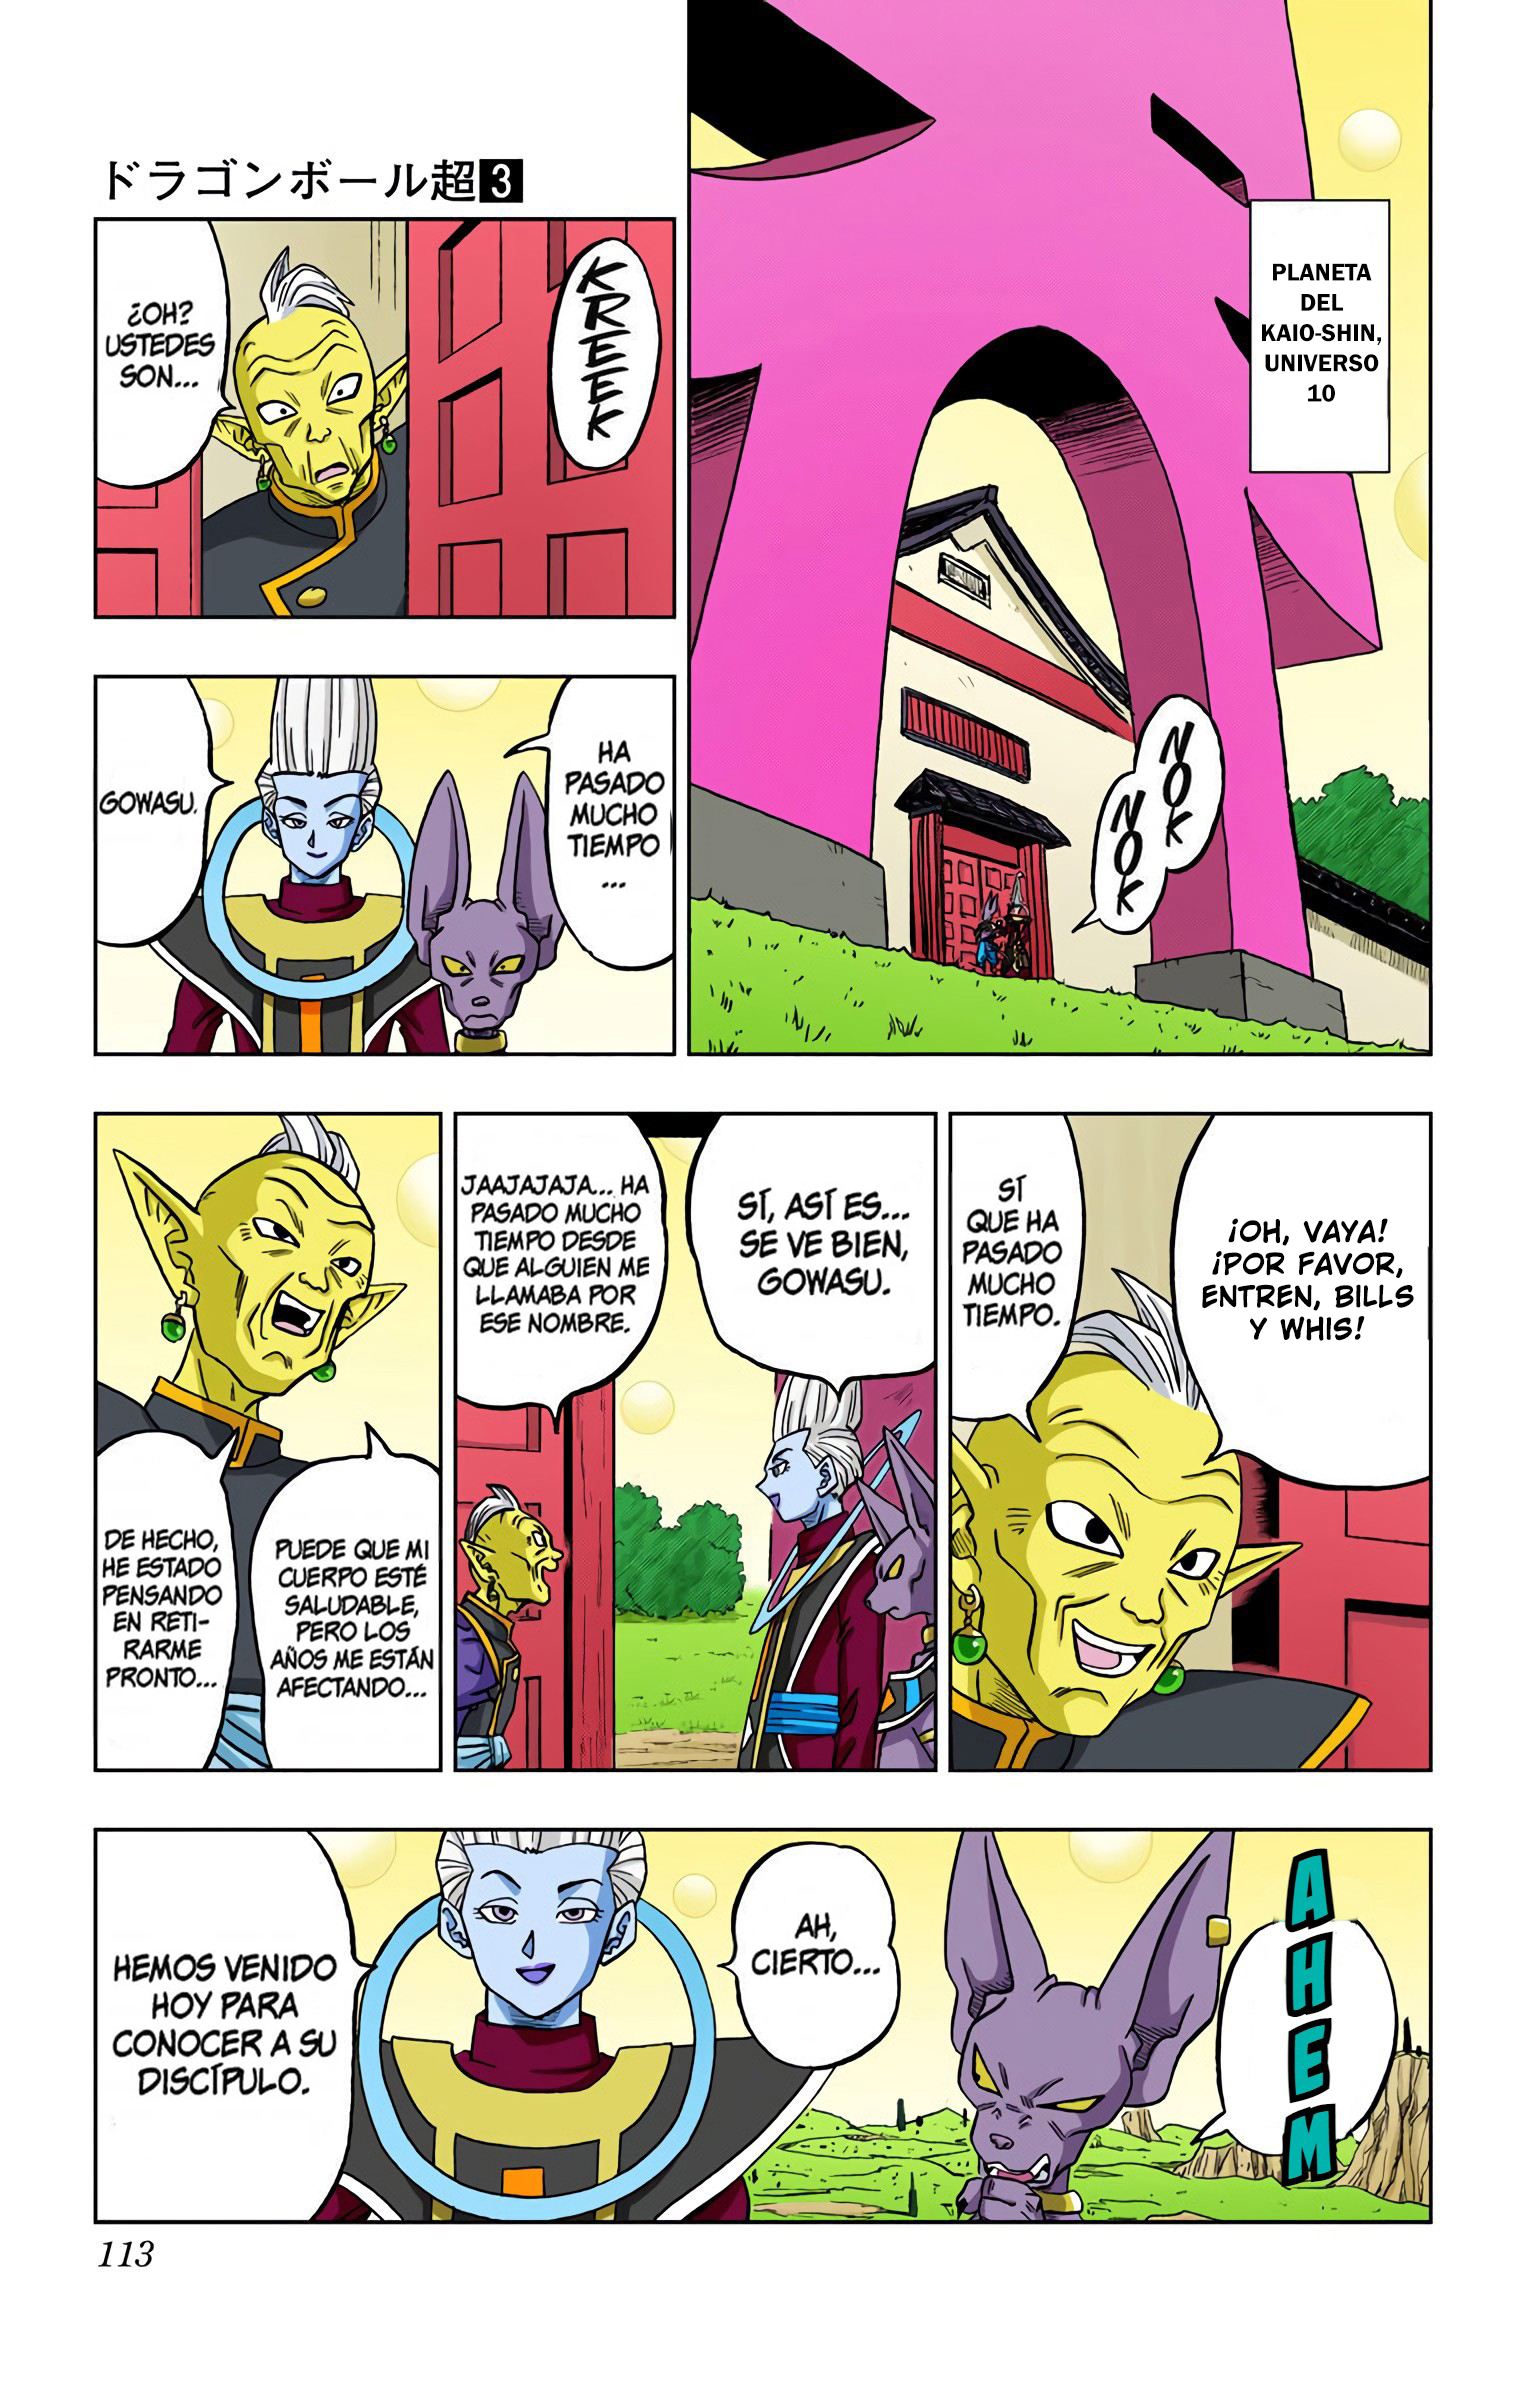 ドラゴンボール超3
PLANETA
DEL
KAIO-SHIN,
UNIVERSO
10
NOK
NOK
KREEEK
¿OH?
USTEDES
SON...
HA
PASADO
MUCHO
TIEMPO
...
GOWASU.
¡OH, VAYA!
¡POR FAVOR,
ENTREN, BILLS
Y WHIS!
SÍ
QUE HA
PASADO
MUCHO
TIEMPO.
SÍ, ASÍ ES...
SE VE BIEN,
GOWASU.
JAAJAJAJA... HA
PASADO MUCHO
TIEMPO DESDE
QUE ALGUIEN ME
LLAMABA POR
ESE NOMBRE.
PUEDE QUE MI
CUERPO ESTÉ
SALUDABLE,
PERO LOS
AÑOS ME ESTÁN
AFECTANDO...
DE HECHO,
HE ESTADO
PENSANDO
EN RETI-
RARME
PRONTO...
AHEM
AH,
CIERTO...
HEMOS VENIDO
HOY PARA
CONOCER A SU
DISCÍPULO.
113